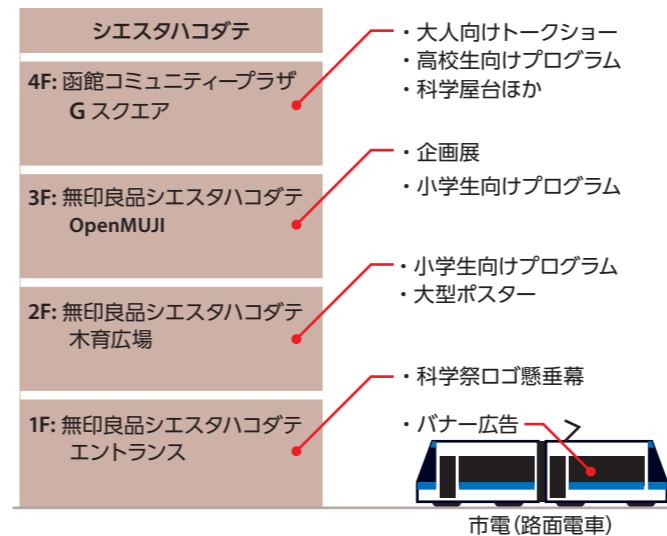 シエスタハコダテ
4F: 函館コミュニティープラザ
G スクエア
・大人向けトークショー
・高校生向けプログラム
・科学屋台ほか
3F: 無印良品シエスタハコダテ
OpenMUJI
・企画展
・小学生向けプログラム
2F: 無印良品シエスタハコダテ
木育広場
・小学生向けプログラム
・大型ポスター
1F: 無印良品シエスタハコダテ
エントランス
・科学祭ロゴ懸垂幕
・バナー広告
市電(路面電車)